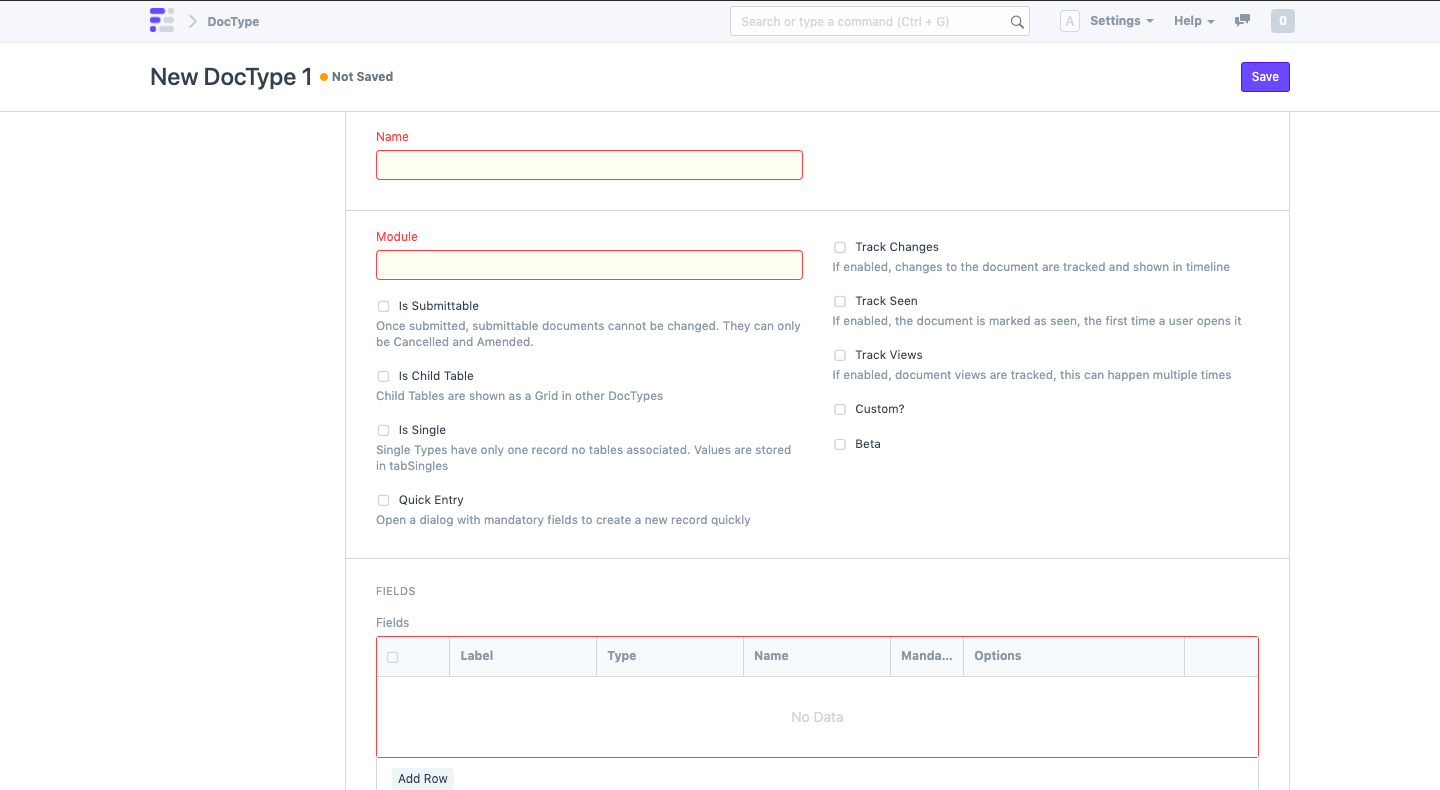 DocType
Search or type a command (Ctrl + G)
A
Settings
Help
0
New DocType 1
Not Saved
Save
Name
Module
Is Submittable
Once submitted, submittable documents cannot be changed. They can only
be Cancelled and Amended.
Is Child Table
Child Tables are shown as a Grid in other DocTypes
Is Single
Single Types have only one record no tables associated. Values are stored
in tabSingles
Quick Entry
Open a dialog with mandatory fields to create a new record quickly
Track Changes
If enabled, changes to the document are tracked and shown in timeline
Track Seen
If enabled, the document is marked as seen, the first time a user opens it
Track Views
If enabled, document views are tracked, this can happen multiple times
Custom?
Beta
FIELDS
Fields
Label Type Name Manda... Options
No Data
Add Row